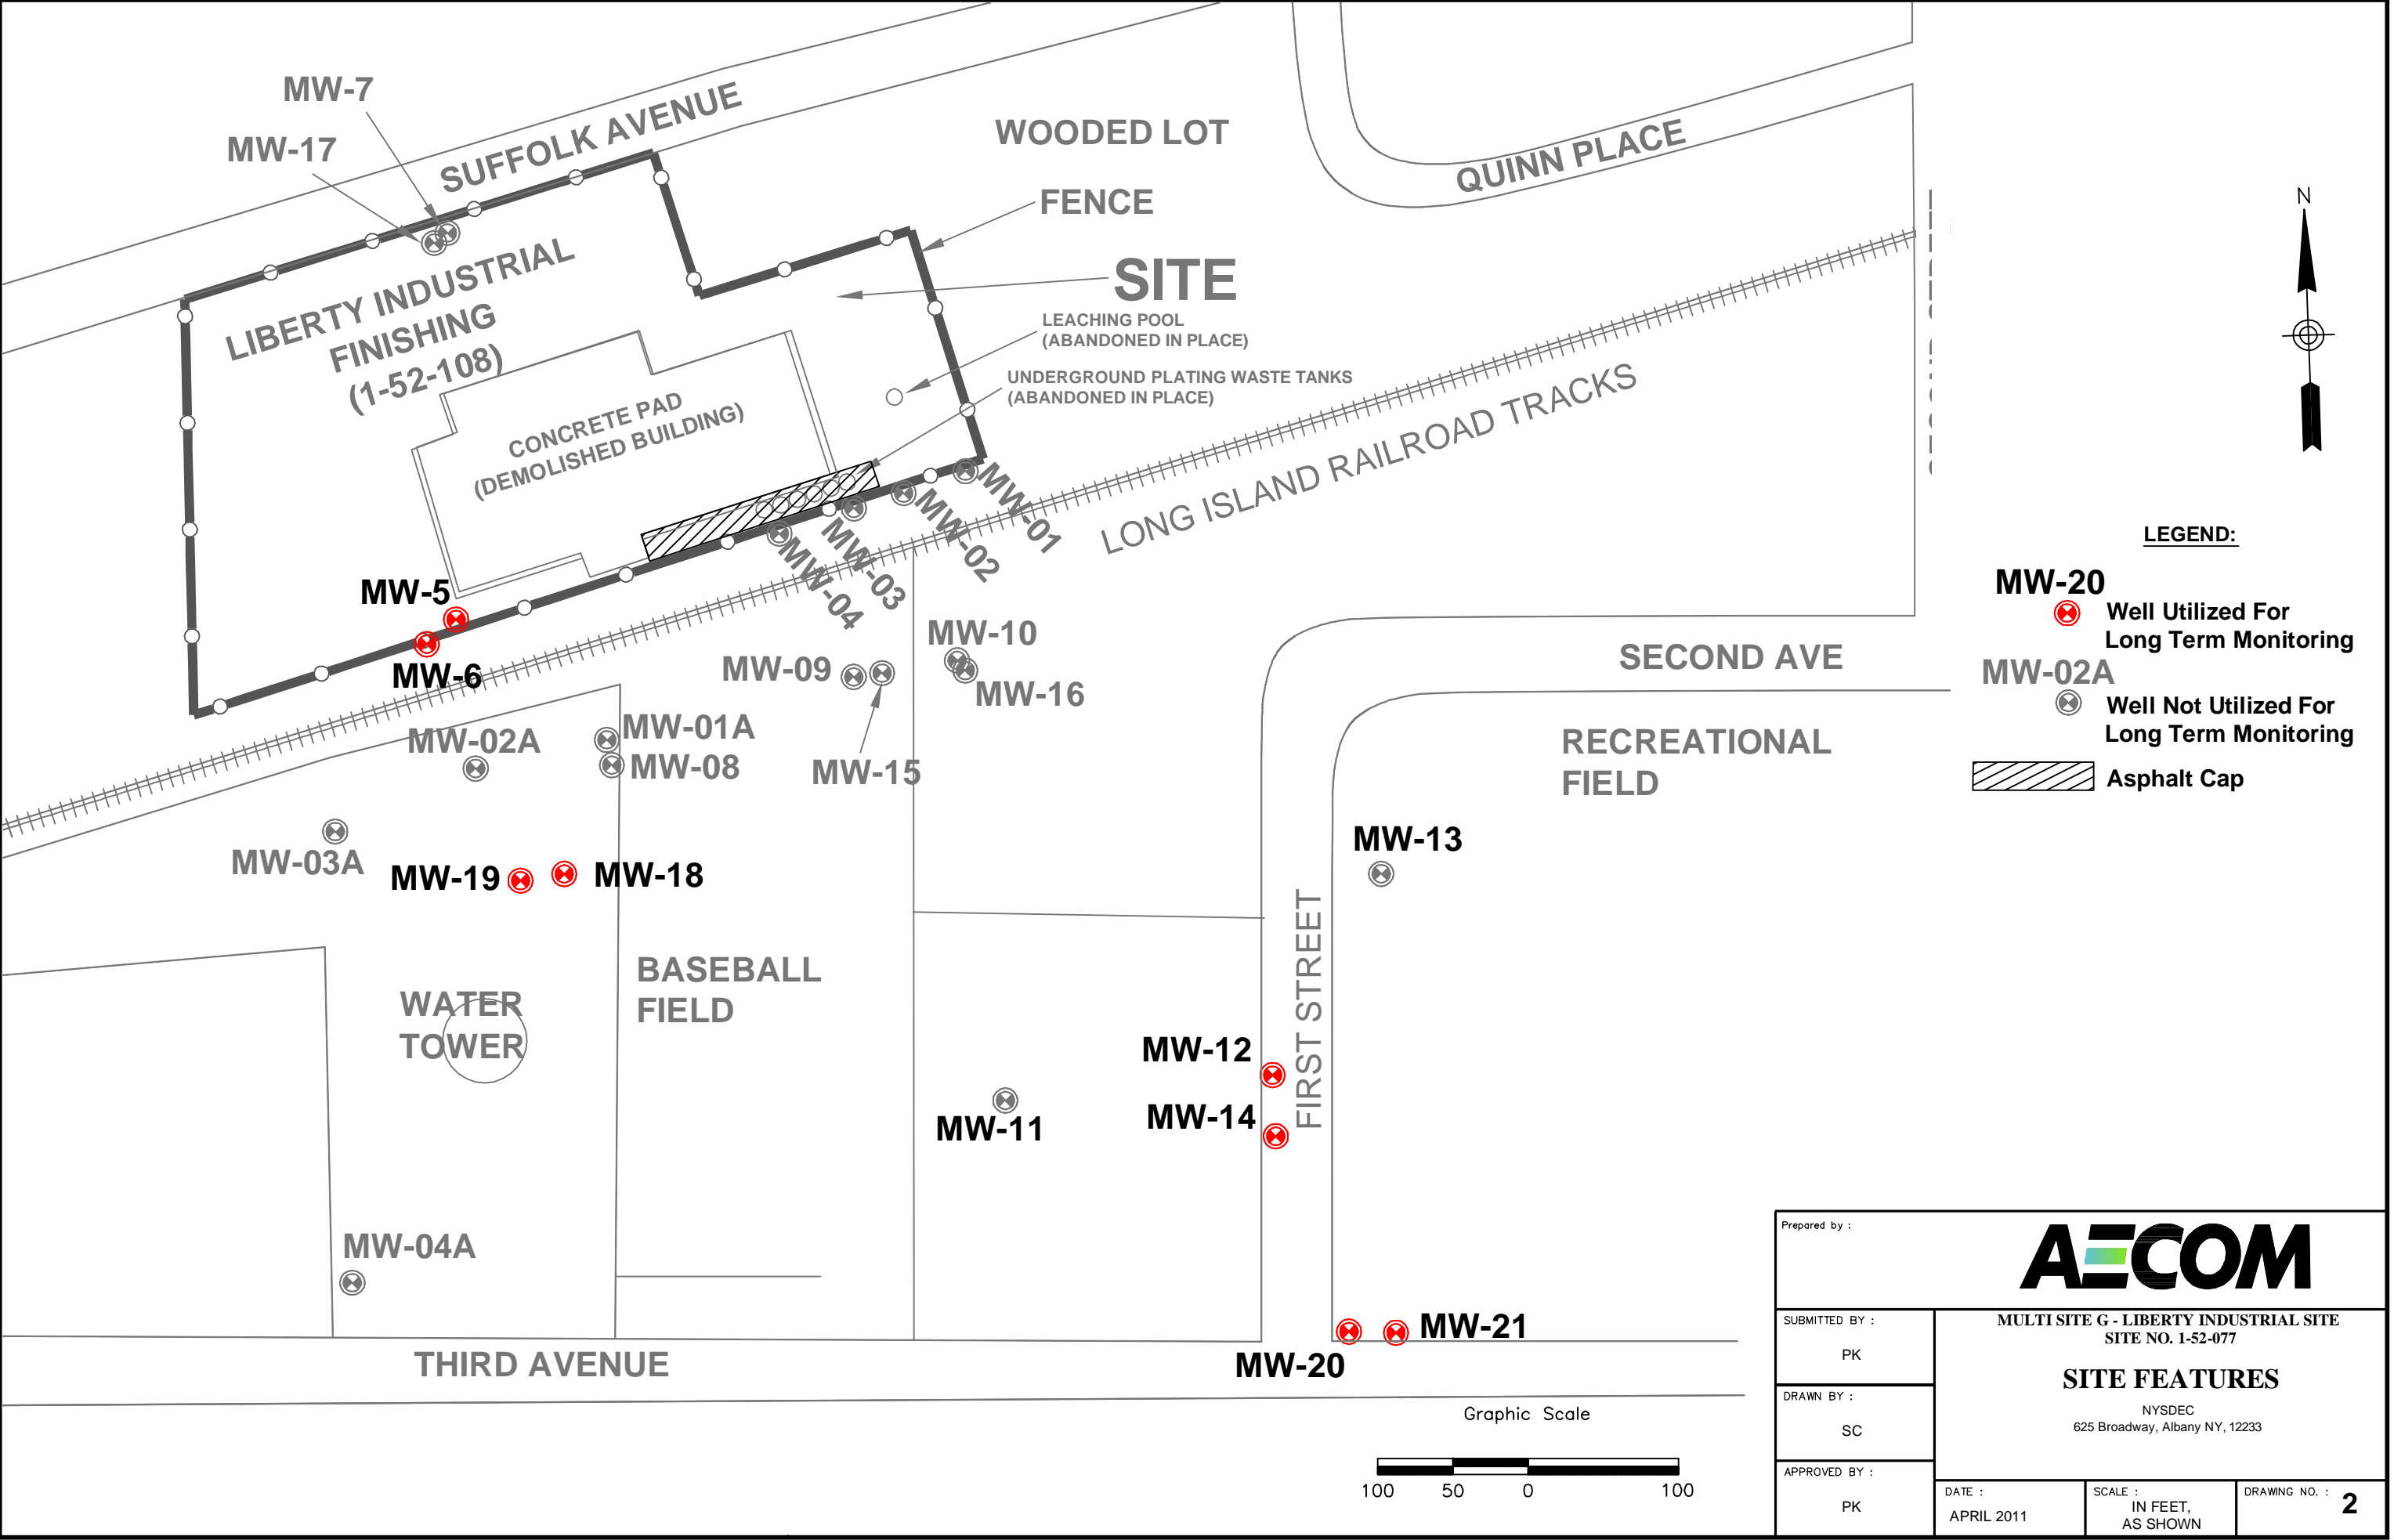 MW-7
MW-17
SUFFOLK AVENUE
WOODED LOT
QUINN PLACE
FENCE
SITE
LEACHING POOL
(ABANDONED IN PLACE)
UNDERGROUND PLATING WASTE TANKS
(ABANDONED IN PLACE)
LIBERTY INDUSTRIAL
FINISHING
(1-52-108)
CONCRETE PAD
(DEMOLISHED BUILDING)
LONG ISLAND RAILROAD TRACKS
MW-01
MW-02
MW-03
MW-04
MW-5
MW-6
MW-10
MW-09
MW-16
MW-15
MW-01A
MW-02A
MW-08
MW-03A
MW-19
MW-18
SECOND AVE
RECREATIONAL
FIELD
MW-13
FIRST STREET
BASEBALL
FIELD
WATER
TOWER
MW-12
MW-14
MW-11
MW-04A
MW-21
MW-20
THIRD AVENUE
N
LEGEND:
MW-20
Well Utilized For
Long Term Monitoring
MW-02A
Well Not Utilized For
Long Term Monitoring
Asphalt Cap
Graphic Scale
100 50 0 100
Prepared by :
AECOM
SUBMITTED BY :
PK
DRAWN BY :
SC
APPROVED BY :
PK
MULTI SITE G - LIBERTY INDUSTRIAL SITE
SITE NO. 1-52-077
SITE FEATURES
NYSDEC
625 Broadway, Albany NY, 12233
DATE :
APRIL 2011
SCALE :
IN FEET,
AS SHOWN
DRAWING NO. :
2